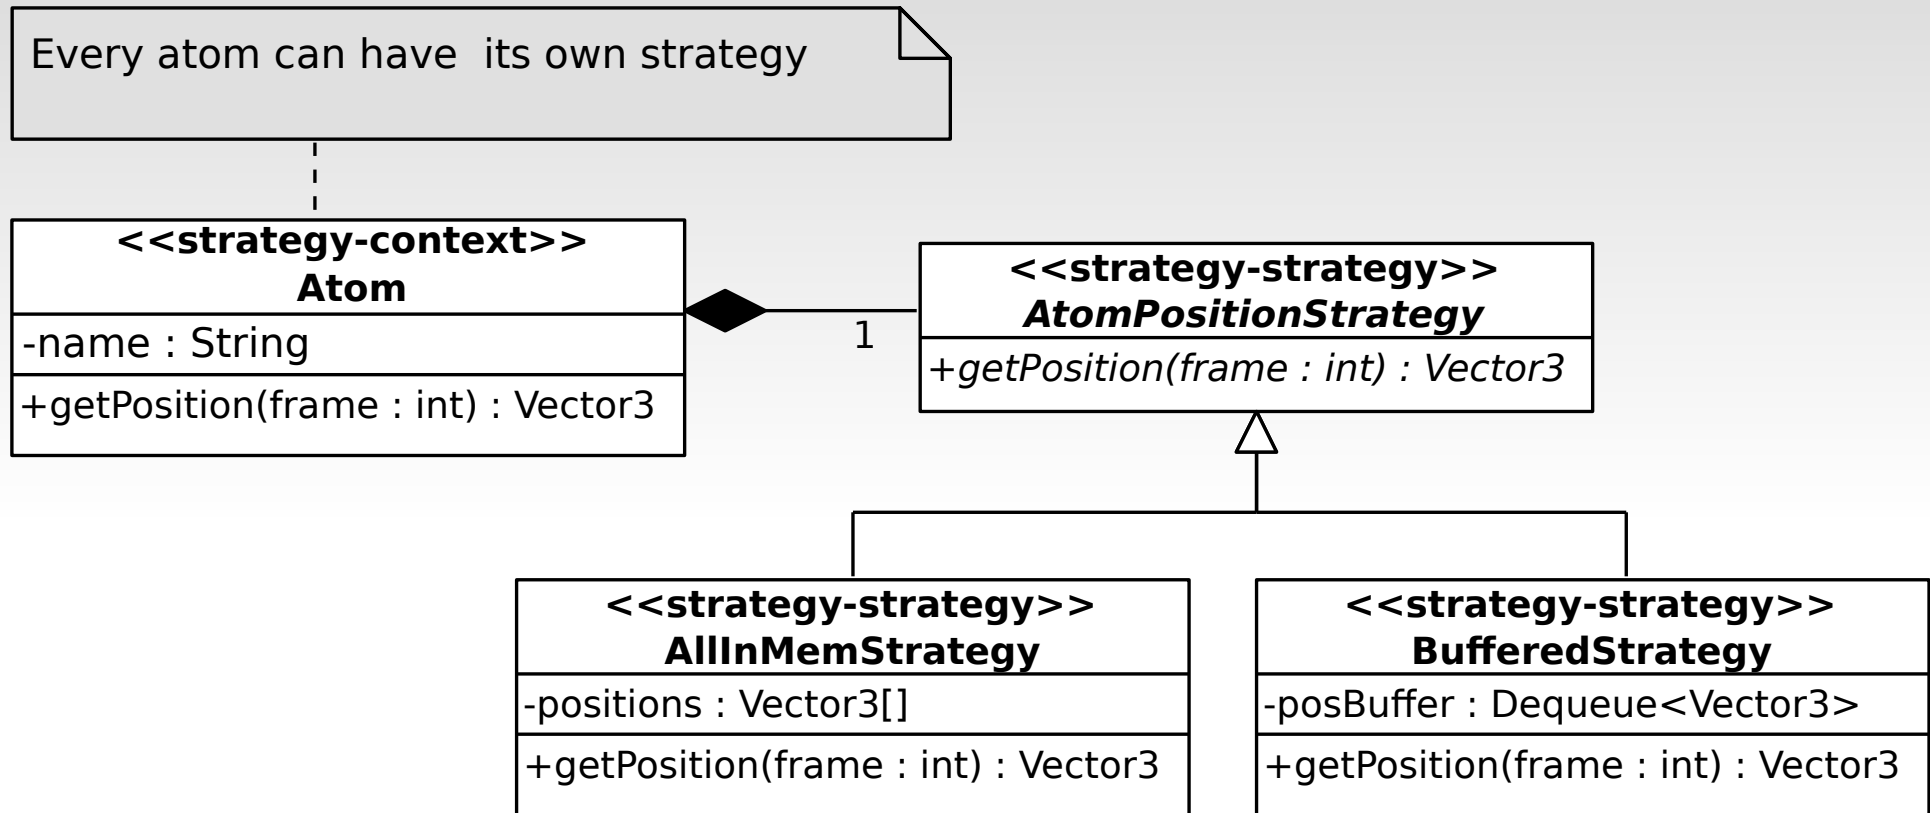 Every atom can have  its own strategy
<<strategy-context>>
Atom
-name : String
+getPosition(frame : int) : Vector3
1
<<strategy-strategy>>
AtomPositionStrategy
+getPosition(frame : int) : Vector3
<<strategy-strategy>>
AllInMemStrategy
-positions : Vector3[]
+getPosition(frame : int) : Vector3
<<strategy-strategy>>
BufferedStrategy
-posBuffer : Dequeue<Vector3>
+getPosition(frame : int) : Vector3